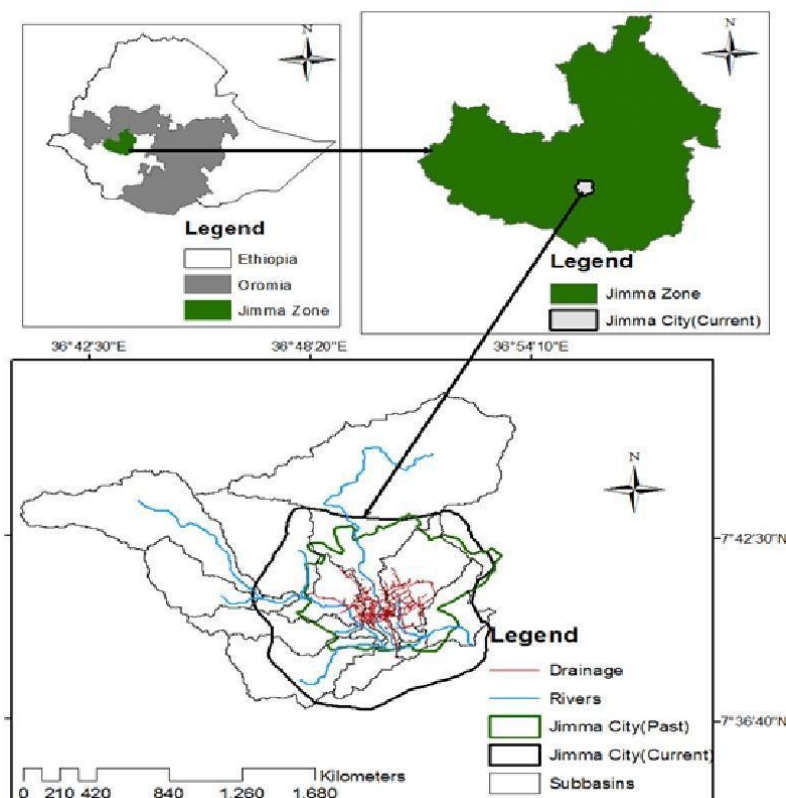 N
N
Legend
Ethiopia
Oromia
Jimma Zone
Legend
Jimma Zone
Jimma City(Current)
36°42'30"E
36°48'20"E
36°54'10"E
N
7°42'30"N
7°36'40"N
Legend
Drainage
Rivers
Jimma City(Past)
Jimma City(Current)
Subbasins
Kilometers
0 210 420 840 1.260 1.680